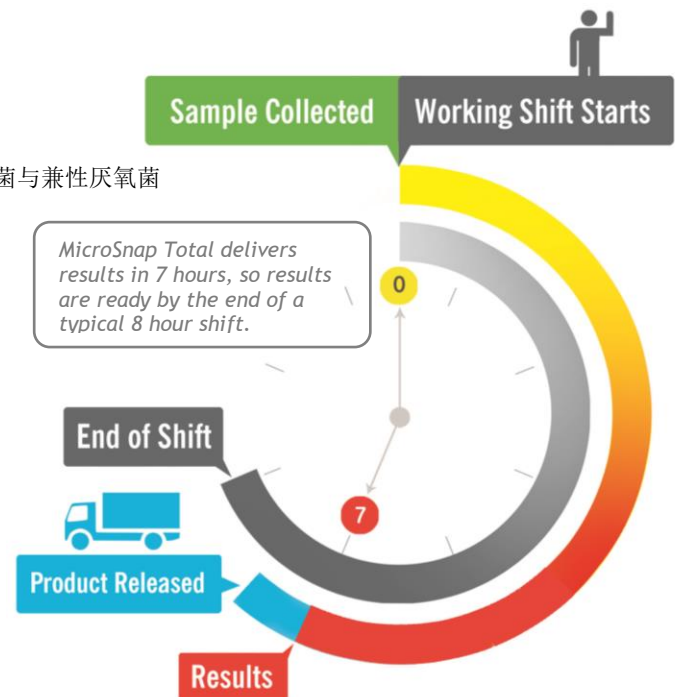 Sample Collected
Working Shift Starts
菌与兼性厌氧菌
MicroSnap Total delivers
results in 7 hours, so results
are ready by the end of a
typical 8 hour shift.
0
End of Shift
7
Product Released
Results